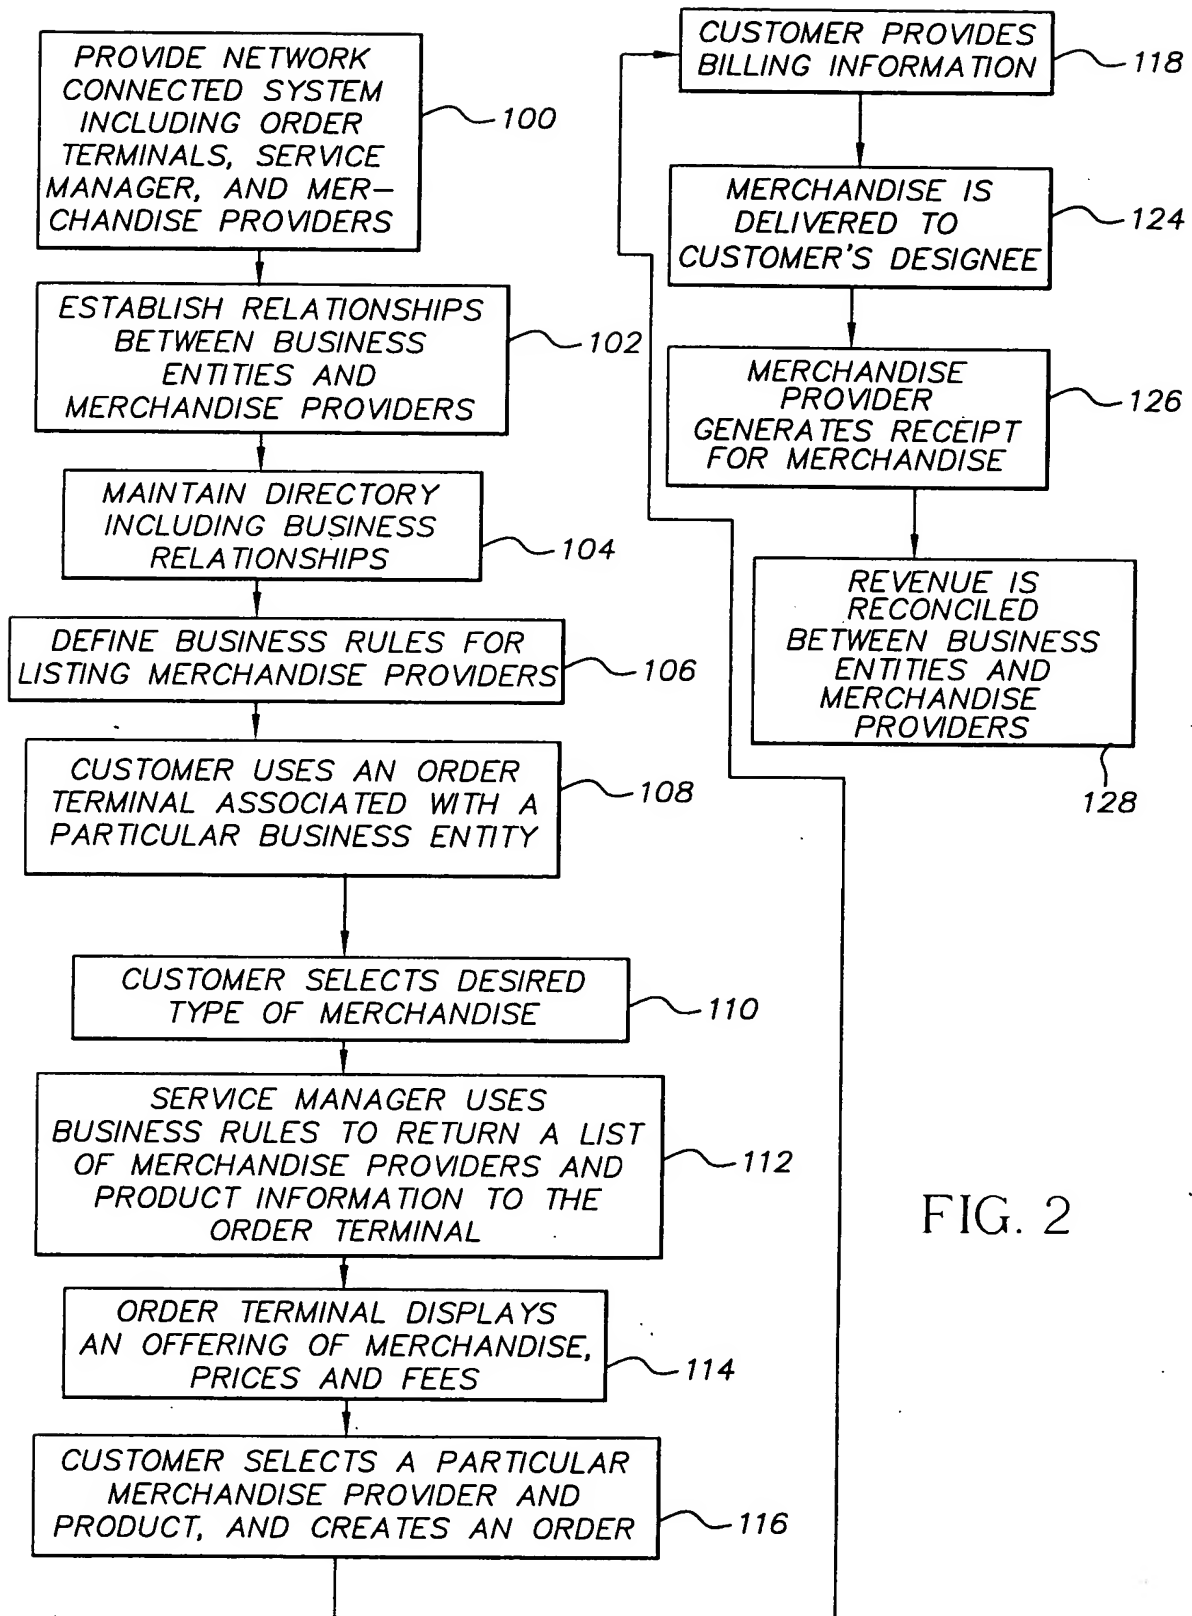 PROVIDE NETWORK
CONNECTED SYSTEM
INCLUDING ORDER
TERMINALS, SERVICE
MANAGER, AND MER–
CHANDISE PROVIDERS
100
ESTABLISH RELATIONSHIPS
BETWEEN BUSINESS
ENTITIES AND
MERCHANDISE PROVIDERS
102
MAINTAIN DIRECTORY
INCLUDING BUSINESS
RELATIONSHIPS
104
DEFINE BUSINESS RULES FOR
LISTING MERCHANDISE PROVIDERS
106
CUSTOMER USES AN ORDER
TERMINAL ASSOCIATED WITH A
PARTICULAR BUSINESS ENTITY
108
CUSTOMER SELECTS DESIRED
TYPE OF MERCHANDISE
110
SERVICE MANAGER USES
BUSINESS RULES TO RETURN A LIST
OF MERCHANDISE PROVIDERS AND
PRODUCT INFORMATION TO THE
ORDER TERMINAL
112
ORDER TERMINAL DISPLAYS
AN OFFERING OF MERCHANDISE,
PRICES AND FEES
114
CUSTOMER SELECTS A PARTICULAR
MERCHANDISE PROVIDER AND
PRODUCT, AND CREATES AN ORDER
116
CUSTOMER PROVIDES
BILLING INFORMATION
118
MERCHANDISE IS
DELIVERED TO
CUSTOMER'S DESIGNEE
124
MERCHANDISE
PROVIDER
GENERATES RECEIPT
FOR MERCHANDISE
126
REVENUE IS
RECONCILED
BETWEEN BUSINESS
ENTITIES AND
MERCHANDISE
PROVIDERS
128
FIG. 2